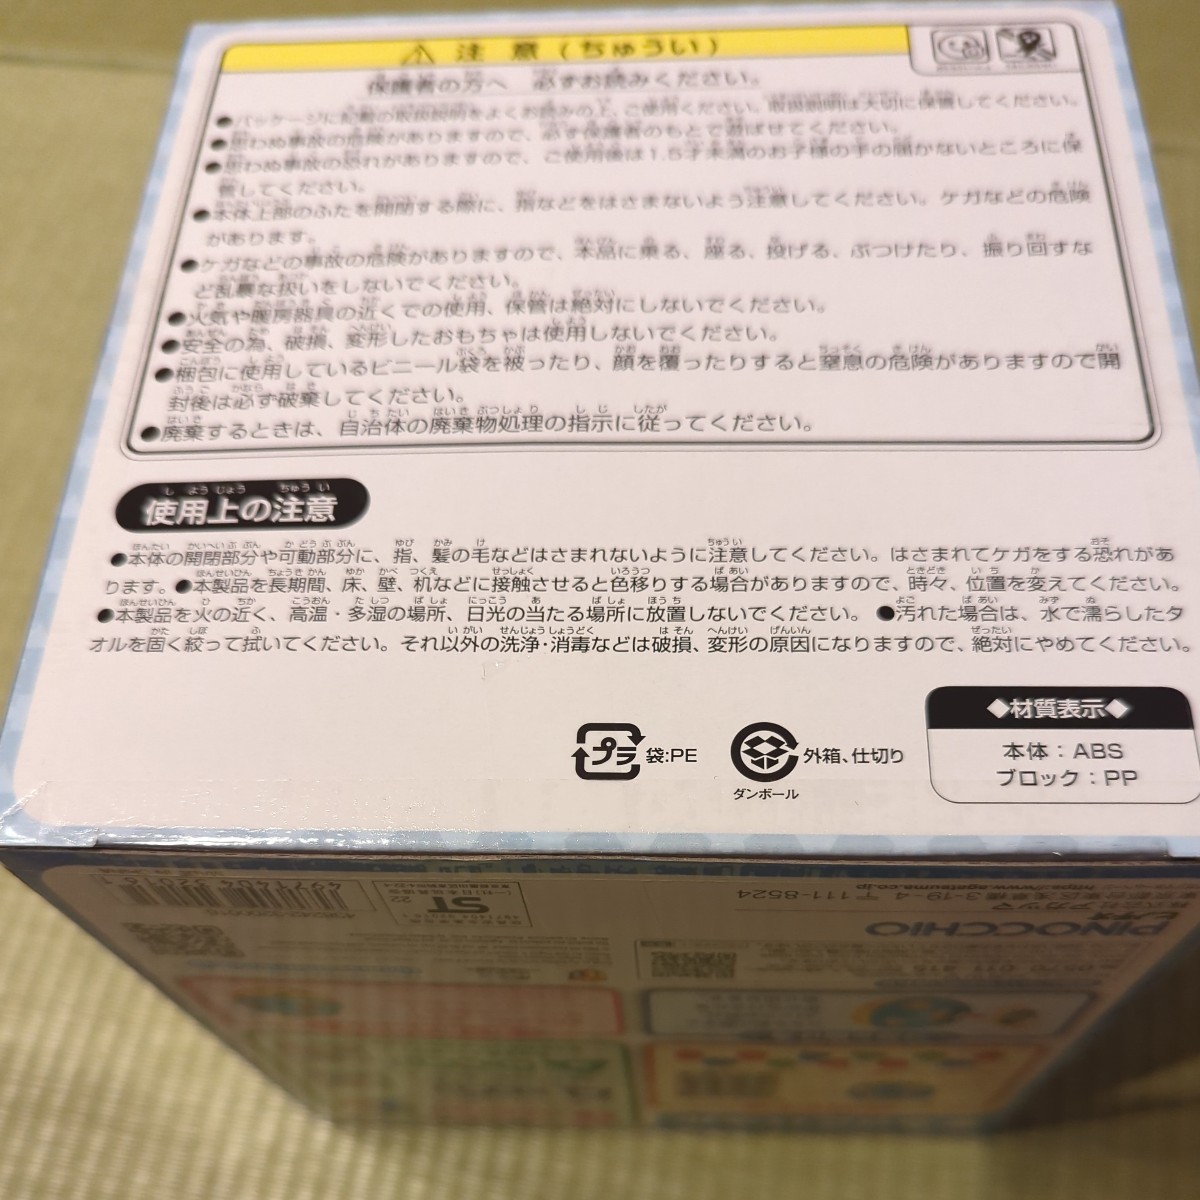 注意(ちゅうい)
保護者の方へ 必ずお読みください。
●パッケージに記載の取扱説明をよくお読みの上、ご使用ください。取扱説明は大切に保管してください。
●思わぬ事故の危険がありますので、必ず保護者のもとで遊ばせてください。
●思わぬ事故の恐れがありますので、ご使用後は1.5才未満のお子様の手の届かないところに保
管してください。
●本体上部のふたを開閉する際に、指などをはさまないよう注意してください。ケガなどの危険
があります。
●ケガなどの事故の危険がありますので、本品に乗る、座る、投げる、ぶつけたり、振り回すな
ど乱暴な扱いをしないでください。
●火気や暖房器具の近くでの使用、保管は絶対にしないでください。
●安全の為、破損、変形したおもちゃは使用しないでください。
●梱包に使用しているビニール袋を被ったり、顔を覆ったりすると窒息の危険がありますので開
封後は必ず破棄してください。
●廃棄するときは、自治体の廃棄物処理の指示に従ってください。
使用上の注意
●本体の開閉部分や可動部分に、指、髪の毛などはさまれないように注意してください。はさまれてケガをする恐れがあ
ります。●本製品を長期間、床、壁、机などに接触させると色移りする場合がありますので、時々、位置を変えてください。
●本製品を火の近く、高温・多湿の場所、日光の当たる場所に放置しないでください。●汚れた場合は、水で濡らしたタ
オルを固く絞って拭いてください。それ以外の洗浄・消毒などは破損、変形の原因になりますので、絶対にやめてください。
◆材質表示◆
本体:ABS
ブロック:PP
プラ 袋:PE
外箱、仕切り
ダンボール
〒111-8524
PINOCCHIO
ST